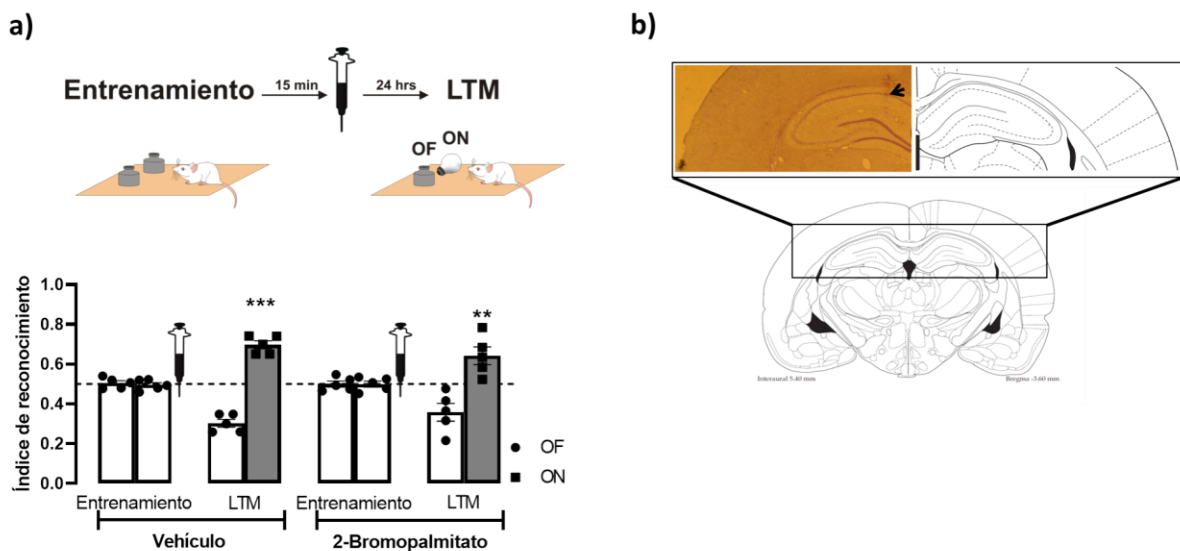 a)
Entrenamiento 15 min 24 hrs LTM
OF ON
Índice de reconocimiento
1.0
0.8
0.6
0.4
0.2
0.0
***
**
OF
ON
Entrenamiento LTM Entrenamiento LTM
Vehículo 2-Bromopalmitato
b)
Interaural 5.40 mm Bregma -3.60 mm